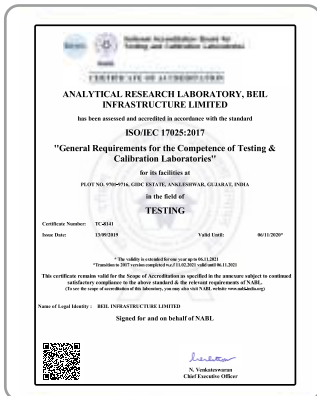 National Accreditation Board for
Testing and Calibration Laboratories
CERTIFICATE OF ACCREDITATION
ANALYTICAL RESEARCH LABORATORY, BEIL
INFRASTRUCTURE LIMITED
has been assessed and accredited in accordance with the standard
ISO/IEC 17025:2017
"General Requirements for the Competence of Testing &
Calibration Laboratories"
for its facilities at
PLOT NO. 9701-9716, GIDC ESTATE, ANKLESHWAR, GUJARAT, INDIA
in the field of
TESTING
Certificate Number: TC-8141
Issue Date: 13/09/2019 Valid Until: 06/11/2020*
* The validity is extended for one year up to 06.11.2021
*Transition to 2017 version completed w.e.f 11.02.2021 valid until 06.11.2021
This certificate remains valid for the Scope of Accreditation as specified in the annexure subject to continued
satisfactory compliance to the above standard & the relevant requirements of NABL.
(To see the scope of accreditation of this laboratory, you may also visit NABL website www.nabl-india.org)
Name of Legal Identity : BEIL INFRASTRUCTURE LIMITED
Signed for and on behalf of NABL
N. Venkateswaran
Chief Executive Officer